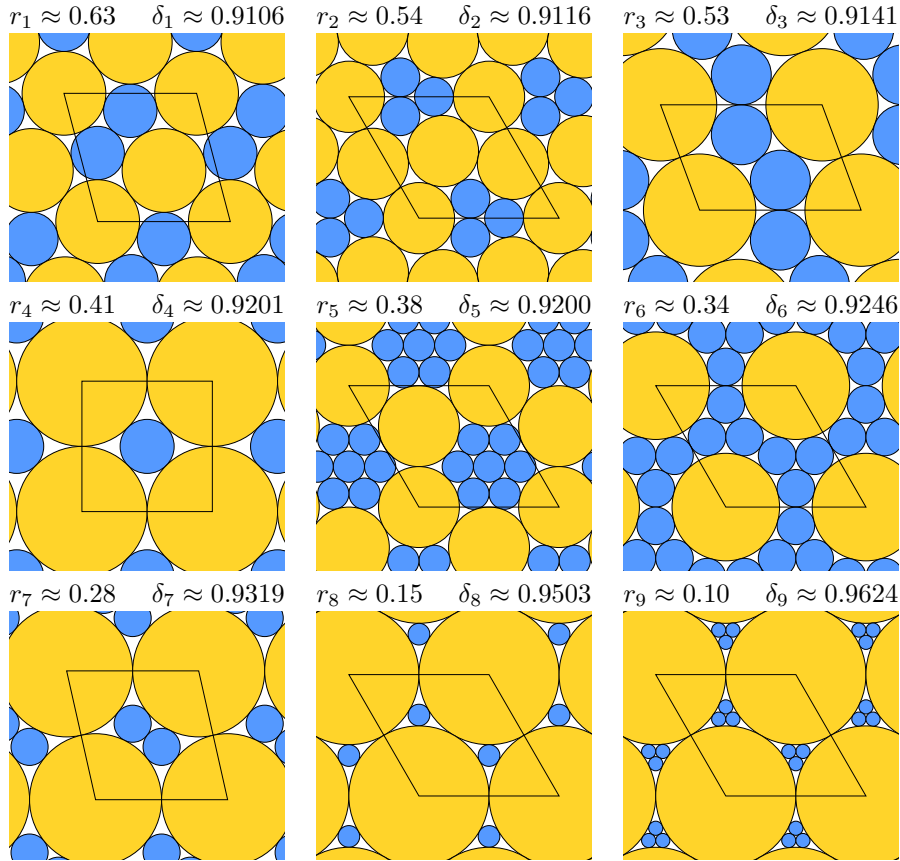 r₁ ≈ 0.63 δ₁ ≈ 0.9106 r₂ ≈ 0.54 δ₂ ≈ 0.9116 r₃ ≈ 0.53 δ₃ ≈ 0.9141
r₄ ≈ 0.41 δ₄ ≈ 0.9201 r₅ ≈ 0.38 δ₅ ≈ 0.9200 r₆ ≈ 0.34 δ₆ ≈ 0.9246
r₇ ≈ 0.28 δ₇ ≈ 0.9319 r₈ ≈ 0.15 δ₈ ≈ 0.9503 r₉ ≈ 0.10 δ₉ ≈ 0.9624